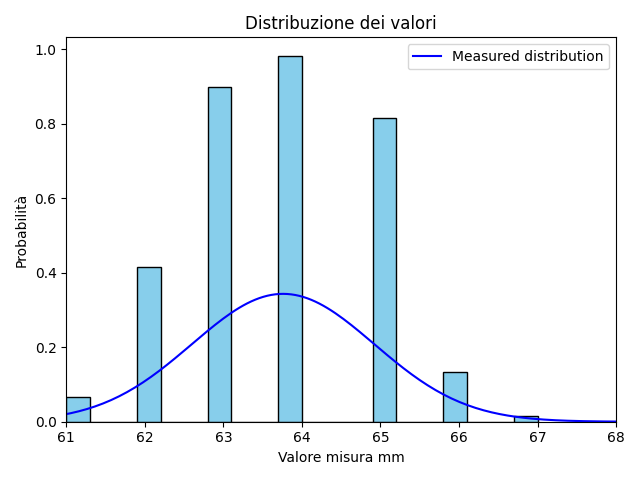 Distribuzione dei valori
Measured distribution
1.0
0.8
0.6
0.4
0.2
0.0
Probabilità
61 62 63 64 65 66 67 68
Valore misura mm